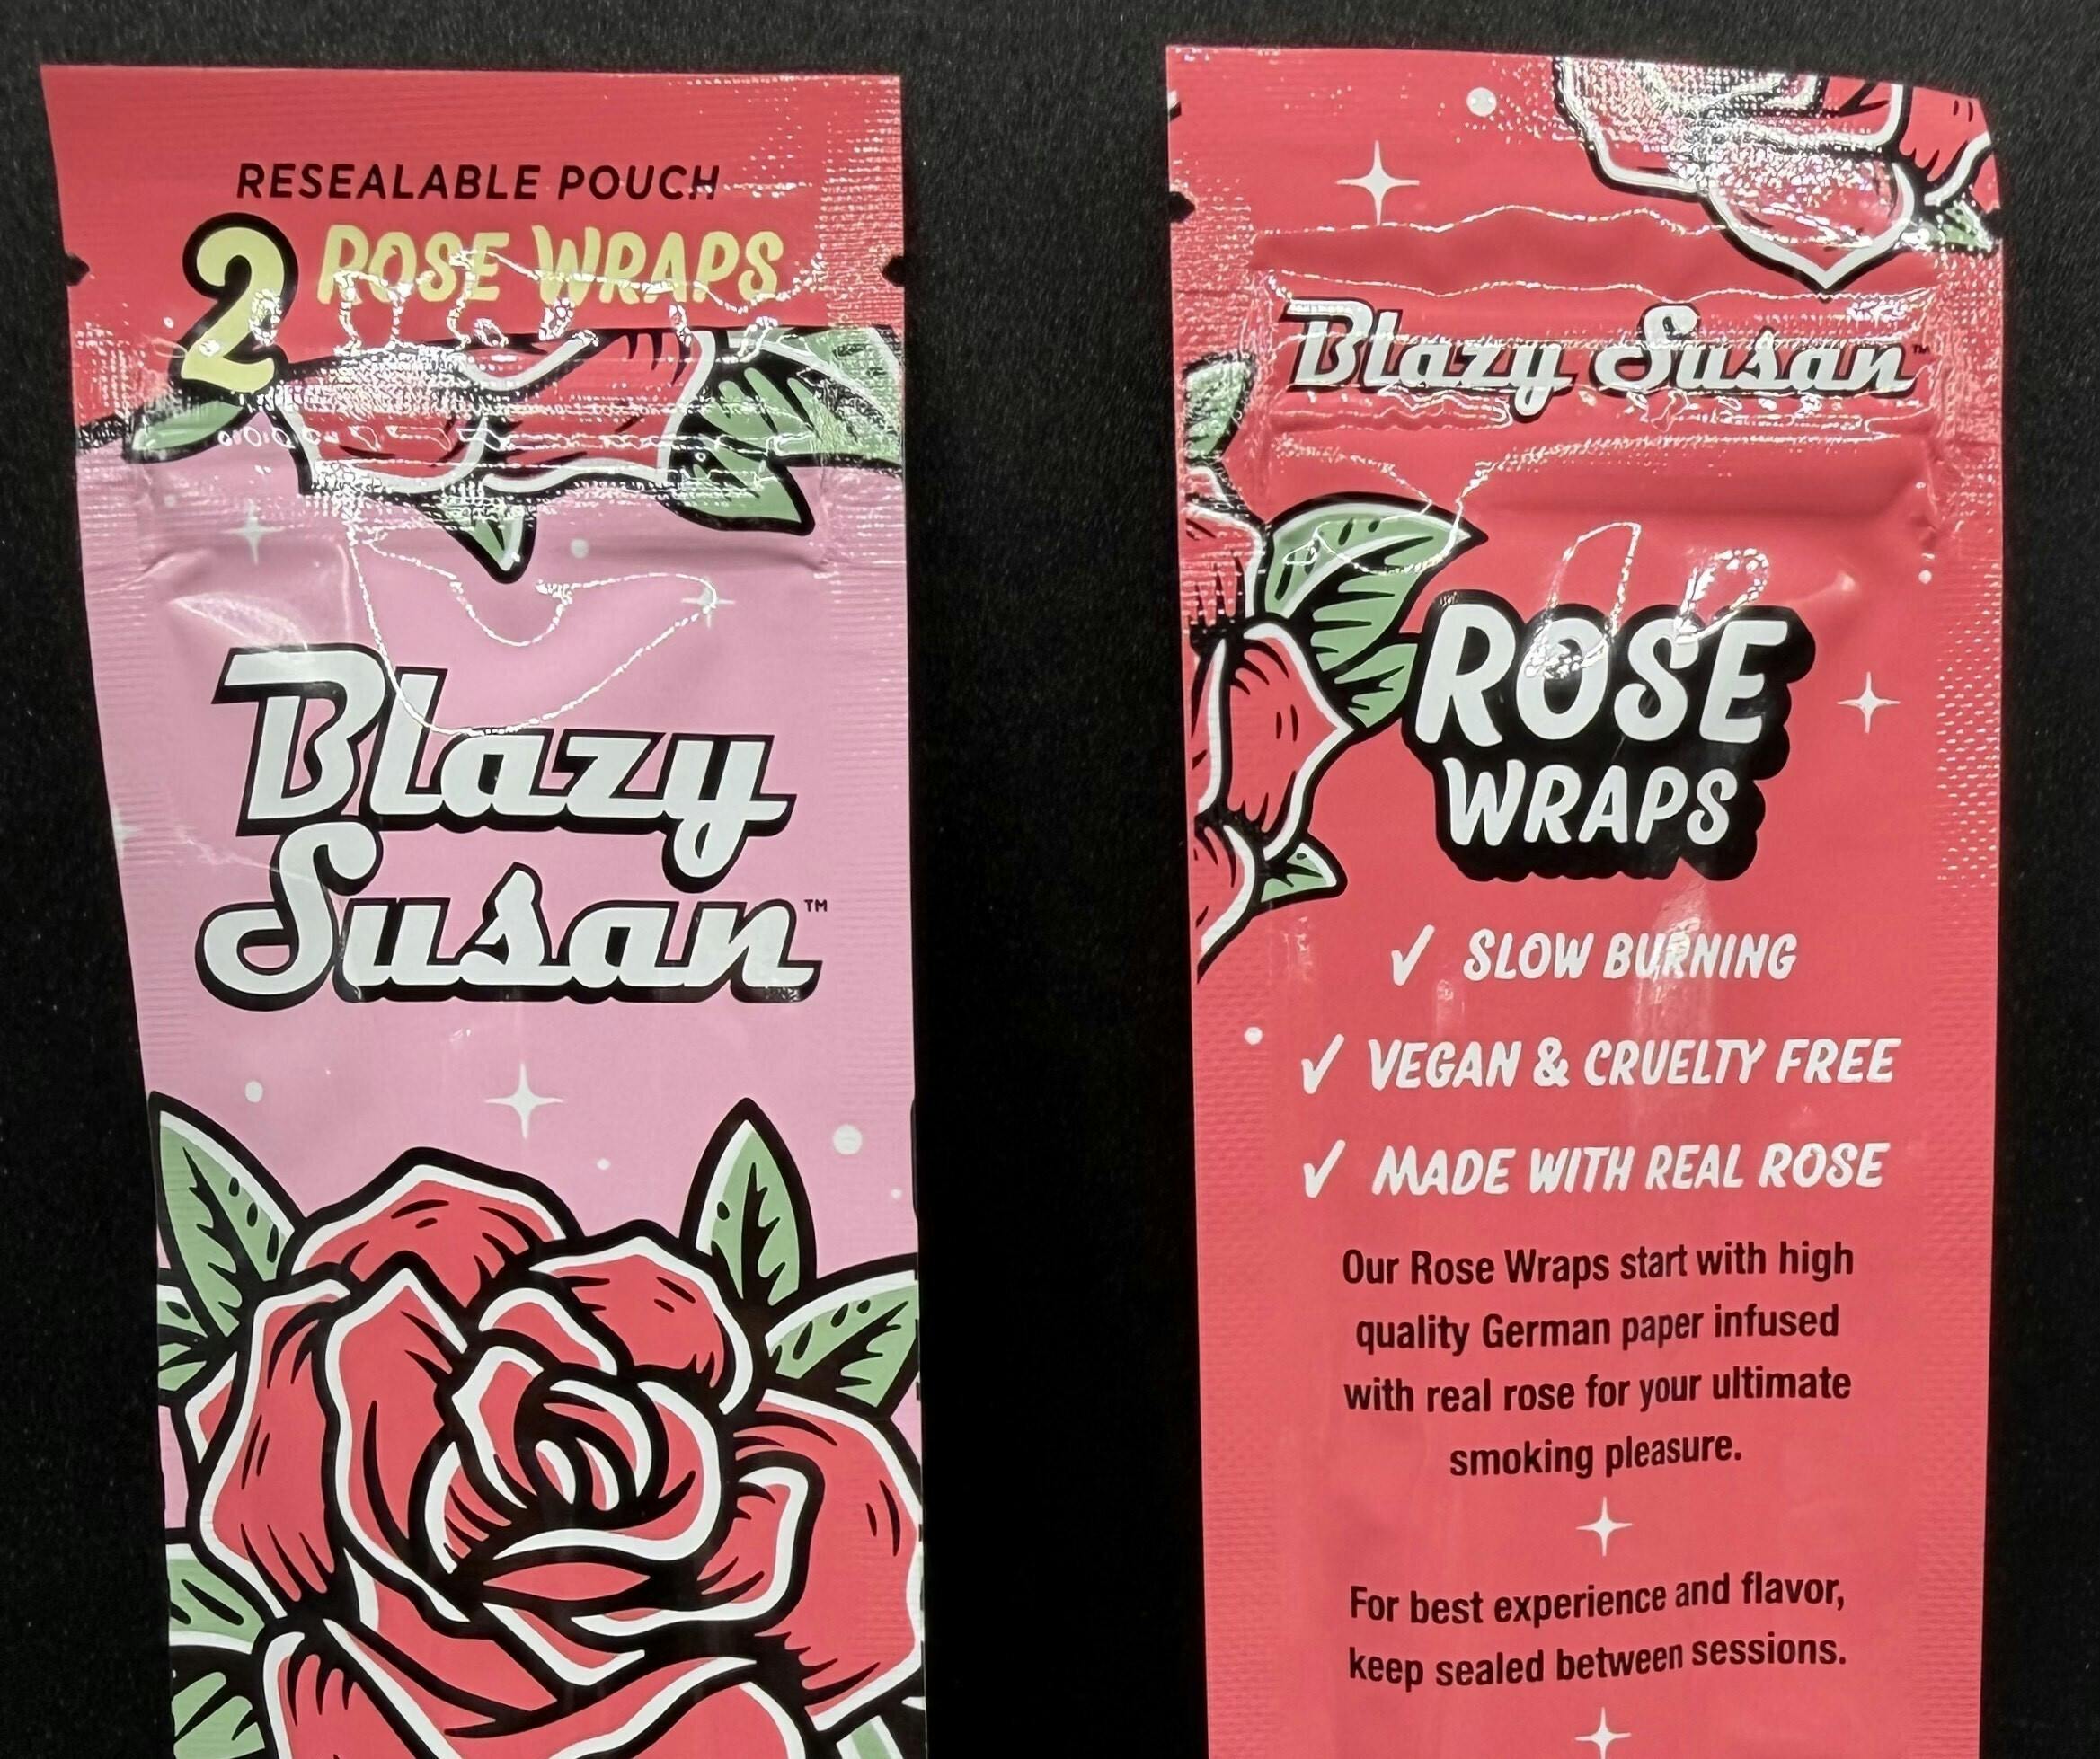 RESEALABLE POUCH
2 ROSE WRAPS
Blazy
Susan™
Blazy Susan™
ROSE
WRAPS
✓ SLOW BURNING
✓ VEGAN & CRUELTY FREE
✓ MADE WITH REAL ROSE
Our Rose Wraps start with high
quality German paper infused
with real rose for your ultimate
smoking pleasure.
For best experience and flavor,
keep sealed between sessions.